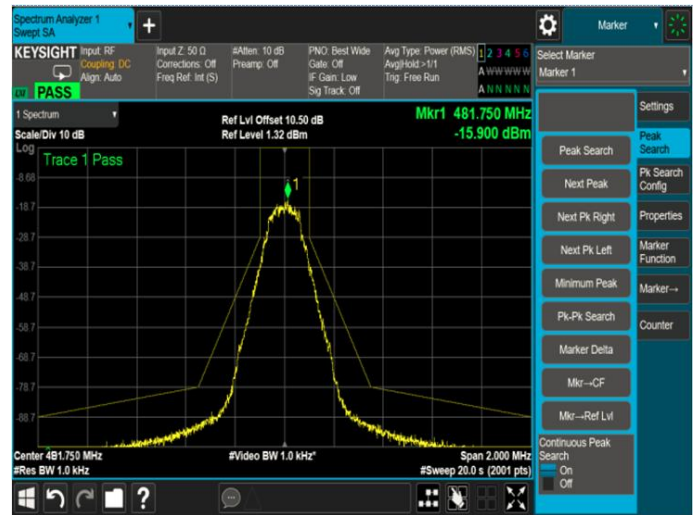 Spectrum Analyzer 1
Swept SA
+
Marker
KEYSIGHT
Input: RF
Coupling: DC
Align: Auto
Input Z: 50 Ω
Corrections: Off
Freq Ref: Int (S)
#Atten: 10 dB
Preamp: Off
PNO: Best Wide
Gate: Off
IF Gain: Low
Sig Track: Off
Avg Type: Power (RMS)
Avg|Hold:>1/1
Trig: Free Run
1 2 3 4 5 6
A W W W W W
A N N N N N
PASS
Select Marker
Marker 1
1 Spectrum
Scale/Div 10 dB
Ref Lvl Offset 10.50 dB
Ref Level 1.32 dBm
Mkr1 481.750 MHz
-15.900 dBm
Log
Trace 1 Pass
1
-8.68
-18.7
-28.7
-38.7
-48.7
-58.7
-68.7
-78.7
-88.7
Center 481.750 MHz
#Res BW 1.0 kHz
#Video BW 1.0 kHz*
Span 2.000 MHz
#Sweep 20.0 s (2001 pts)
Peak Search
Next Peak
Next Pk Right
Next Pk Left
Minimum Peak
Pk-Pk Search
Marker Delta
Mkr→CF
Mkr→Ref Lvl
Continuous Peak
Search
On
Off
Settings
Peak
Search
Pk Search
Config
Properties
Marker
Function
Marker→
Counter
?